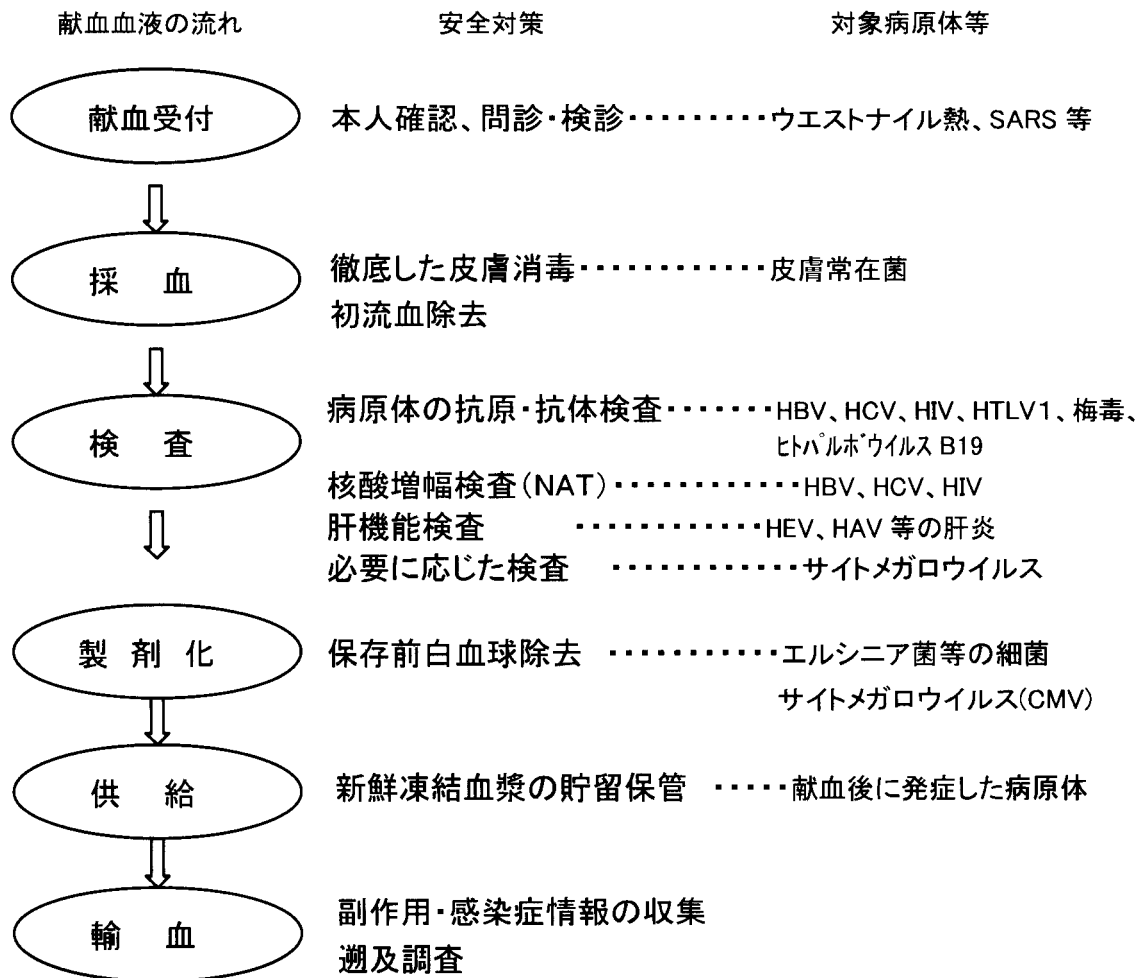 献血血液の流れ 安全対策 対象病原体等
献血受付 本人確認、問診・検診・・・・・・・・・ウエストナイル熱、SARS 等
採 血 徹底した皮膚消毒・・・・・・・・・・・・皮膚常在菌
初流血除去
検 査 病原体の抗原・抗体検査・・・・・・・HBV、HCV、HIV、HTLV1、梅毒、
ﾋﾄﾊﾟﾙﾎﾞｳｲﾙｽ B19
核酸増幅検査(NAT)・・・・・・・・・・・・HBV、HCV、HIV
肝機能検査 ・・・・・・・・・・・・HEV、HAV 等の肝炎
必要に応じた検査 ・・・・・・・・・・・・サイトメガロウイルス
製 剤 化 保存前白血球除去 ・・・・・・・・・・・エルシニア菌等の細菌
サイトメガロウイルス(CMV)
供 給 新鮮凍結血漿の貯留保管 ・・・・・献血後に発症した病原体
輸 血 副作用・感染症情報の収集
遡及調査